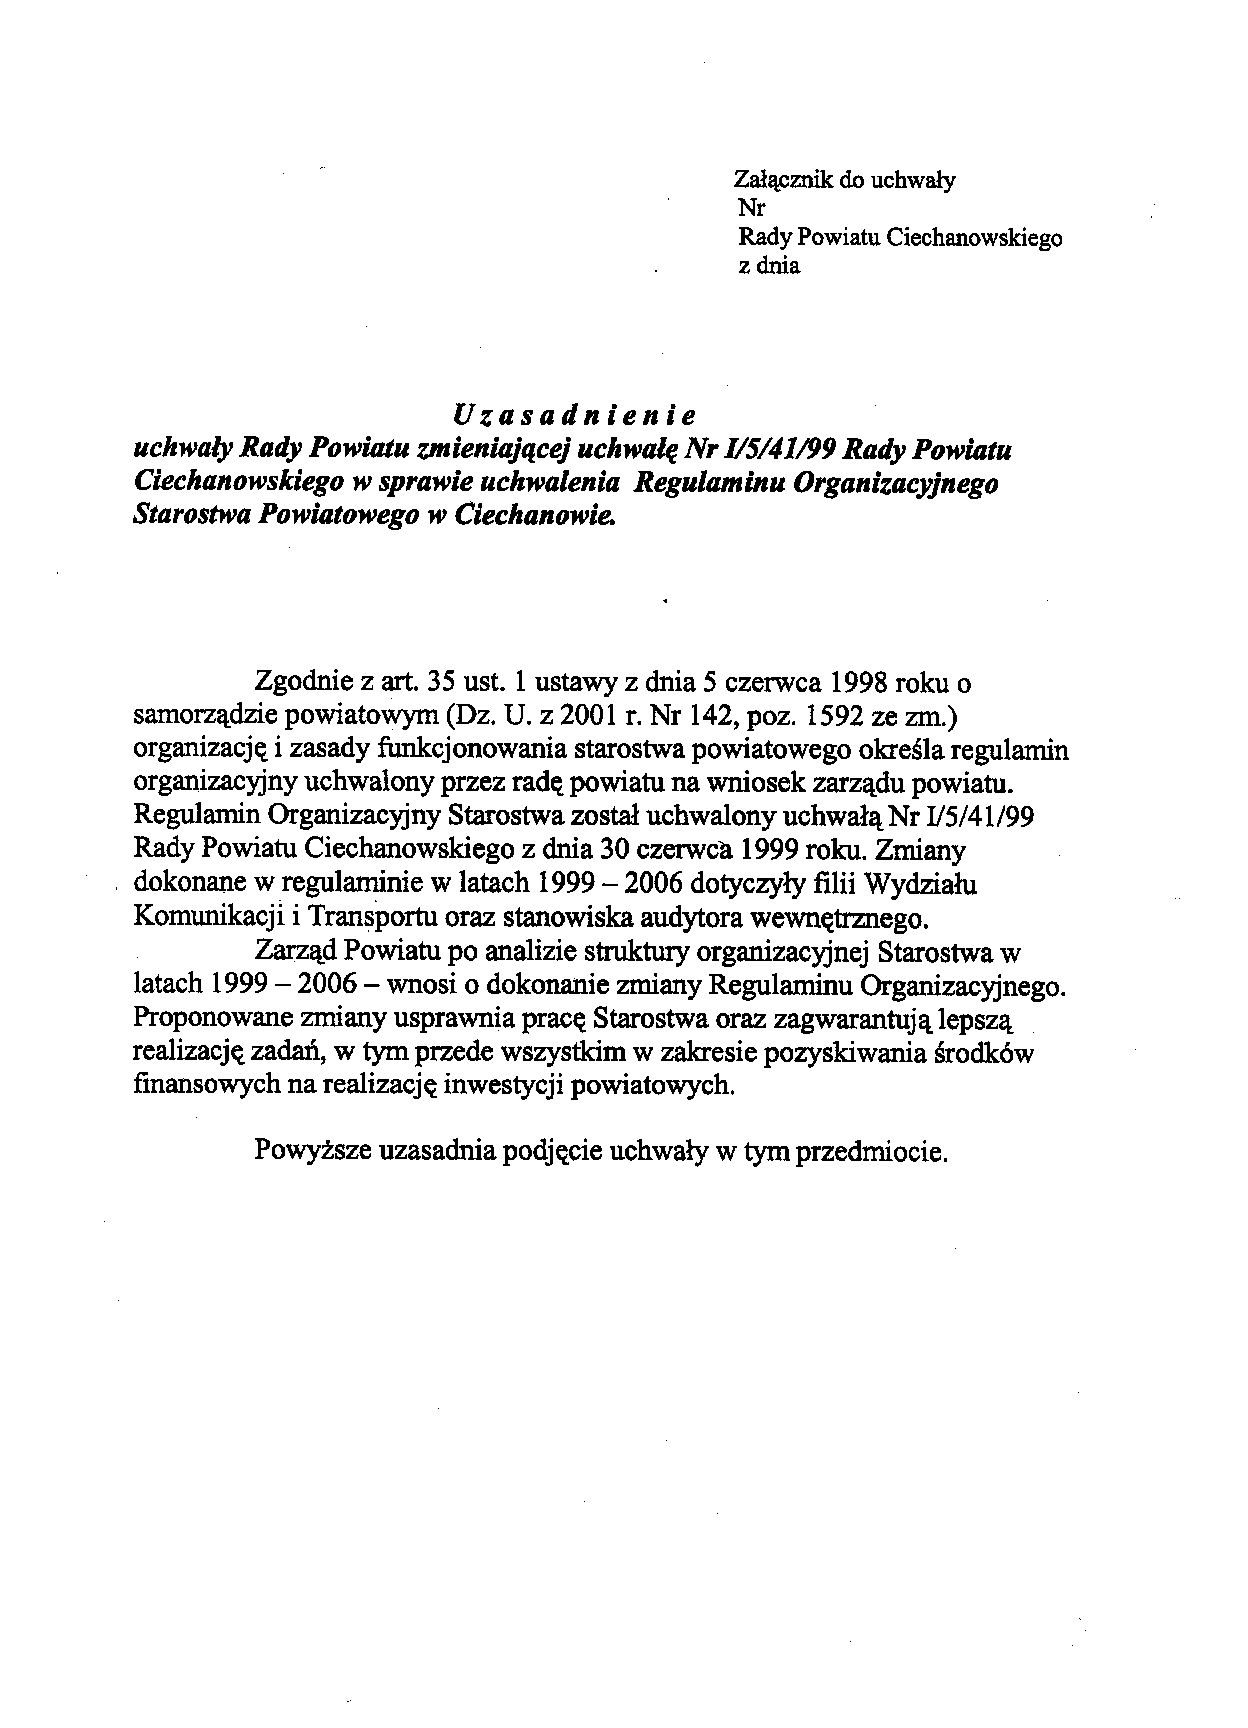 Załącznik do uchwały
Nr
Rady Powiatu Ciechanowskiego
z dnia
U z a s a d n i e n i e
uchwały Rady Powiatu zmieniającej uchwałę Nr I/5/41/99 Rady Powiatu
Ciechanowskiego w sprawie uchwalenia Regulaminu Organizacyjnego
Starostwa Powiatowego w Ciechanowie.
Zgodnie z art. 35 ust. 1 ustawy z dnia 5 czerwca 1998 roku o
samorządzie powiatowym (Dz. U. z 2001 r. Nr 142, poz. 1592 ze zm.)
organizację i zasady funkcjonowania starostwa powiatowego określa regulamin
organizacyjny uchwalony przez radę powiatu na wniosek zarządu powiatu.
Regulamin Organizacyjny Starostwa został uchwalony uchwałą Nr I/5/41/99
Rady Powiatu Ciechanowskiego z dnia 30 czerwca 1999 roku. Zmiany
dokonane w regulaminie w latach 1999 – 2006 dotyczyły filii Wydziału
Komunikacji i Transportu oraz stanowiska audytora wewnętrznego.
Zarząd Powiatu po analizie struktury organizacyjnej Starostwa w
latach 1999 – 2006 – wnosi o dokonanie zmiany Regulaminu Organizacyjnego.
Proponowane zmiany usprawnia pracę Starostwa oraz zagwarantują lepszą
realizację zadań, w tym przede wszystkim w zakresie pozyskiwania środków
finansowych na realizację inwestycji powiatowych.
Powyższe uzasadnia podjęcie uchwały w tym przedmiocie.